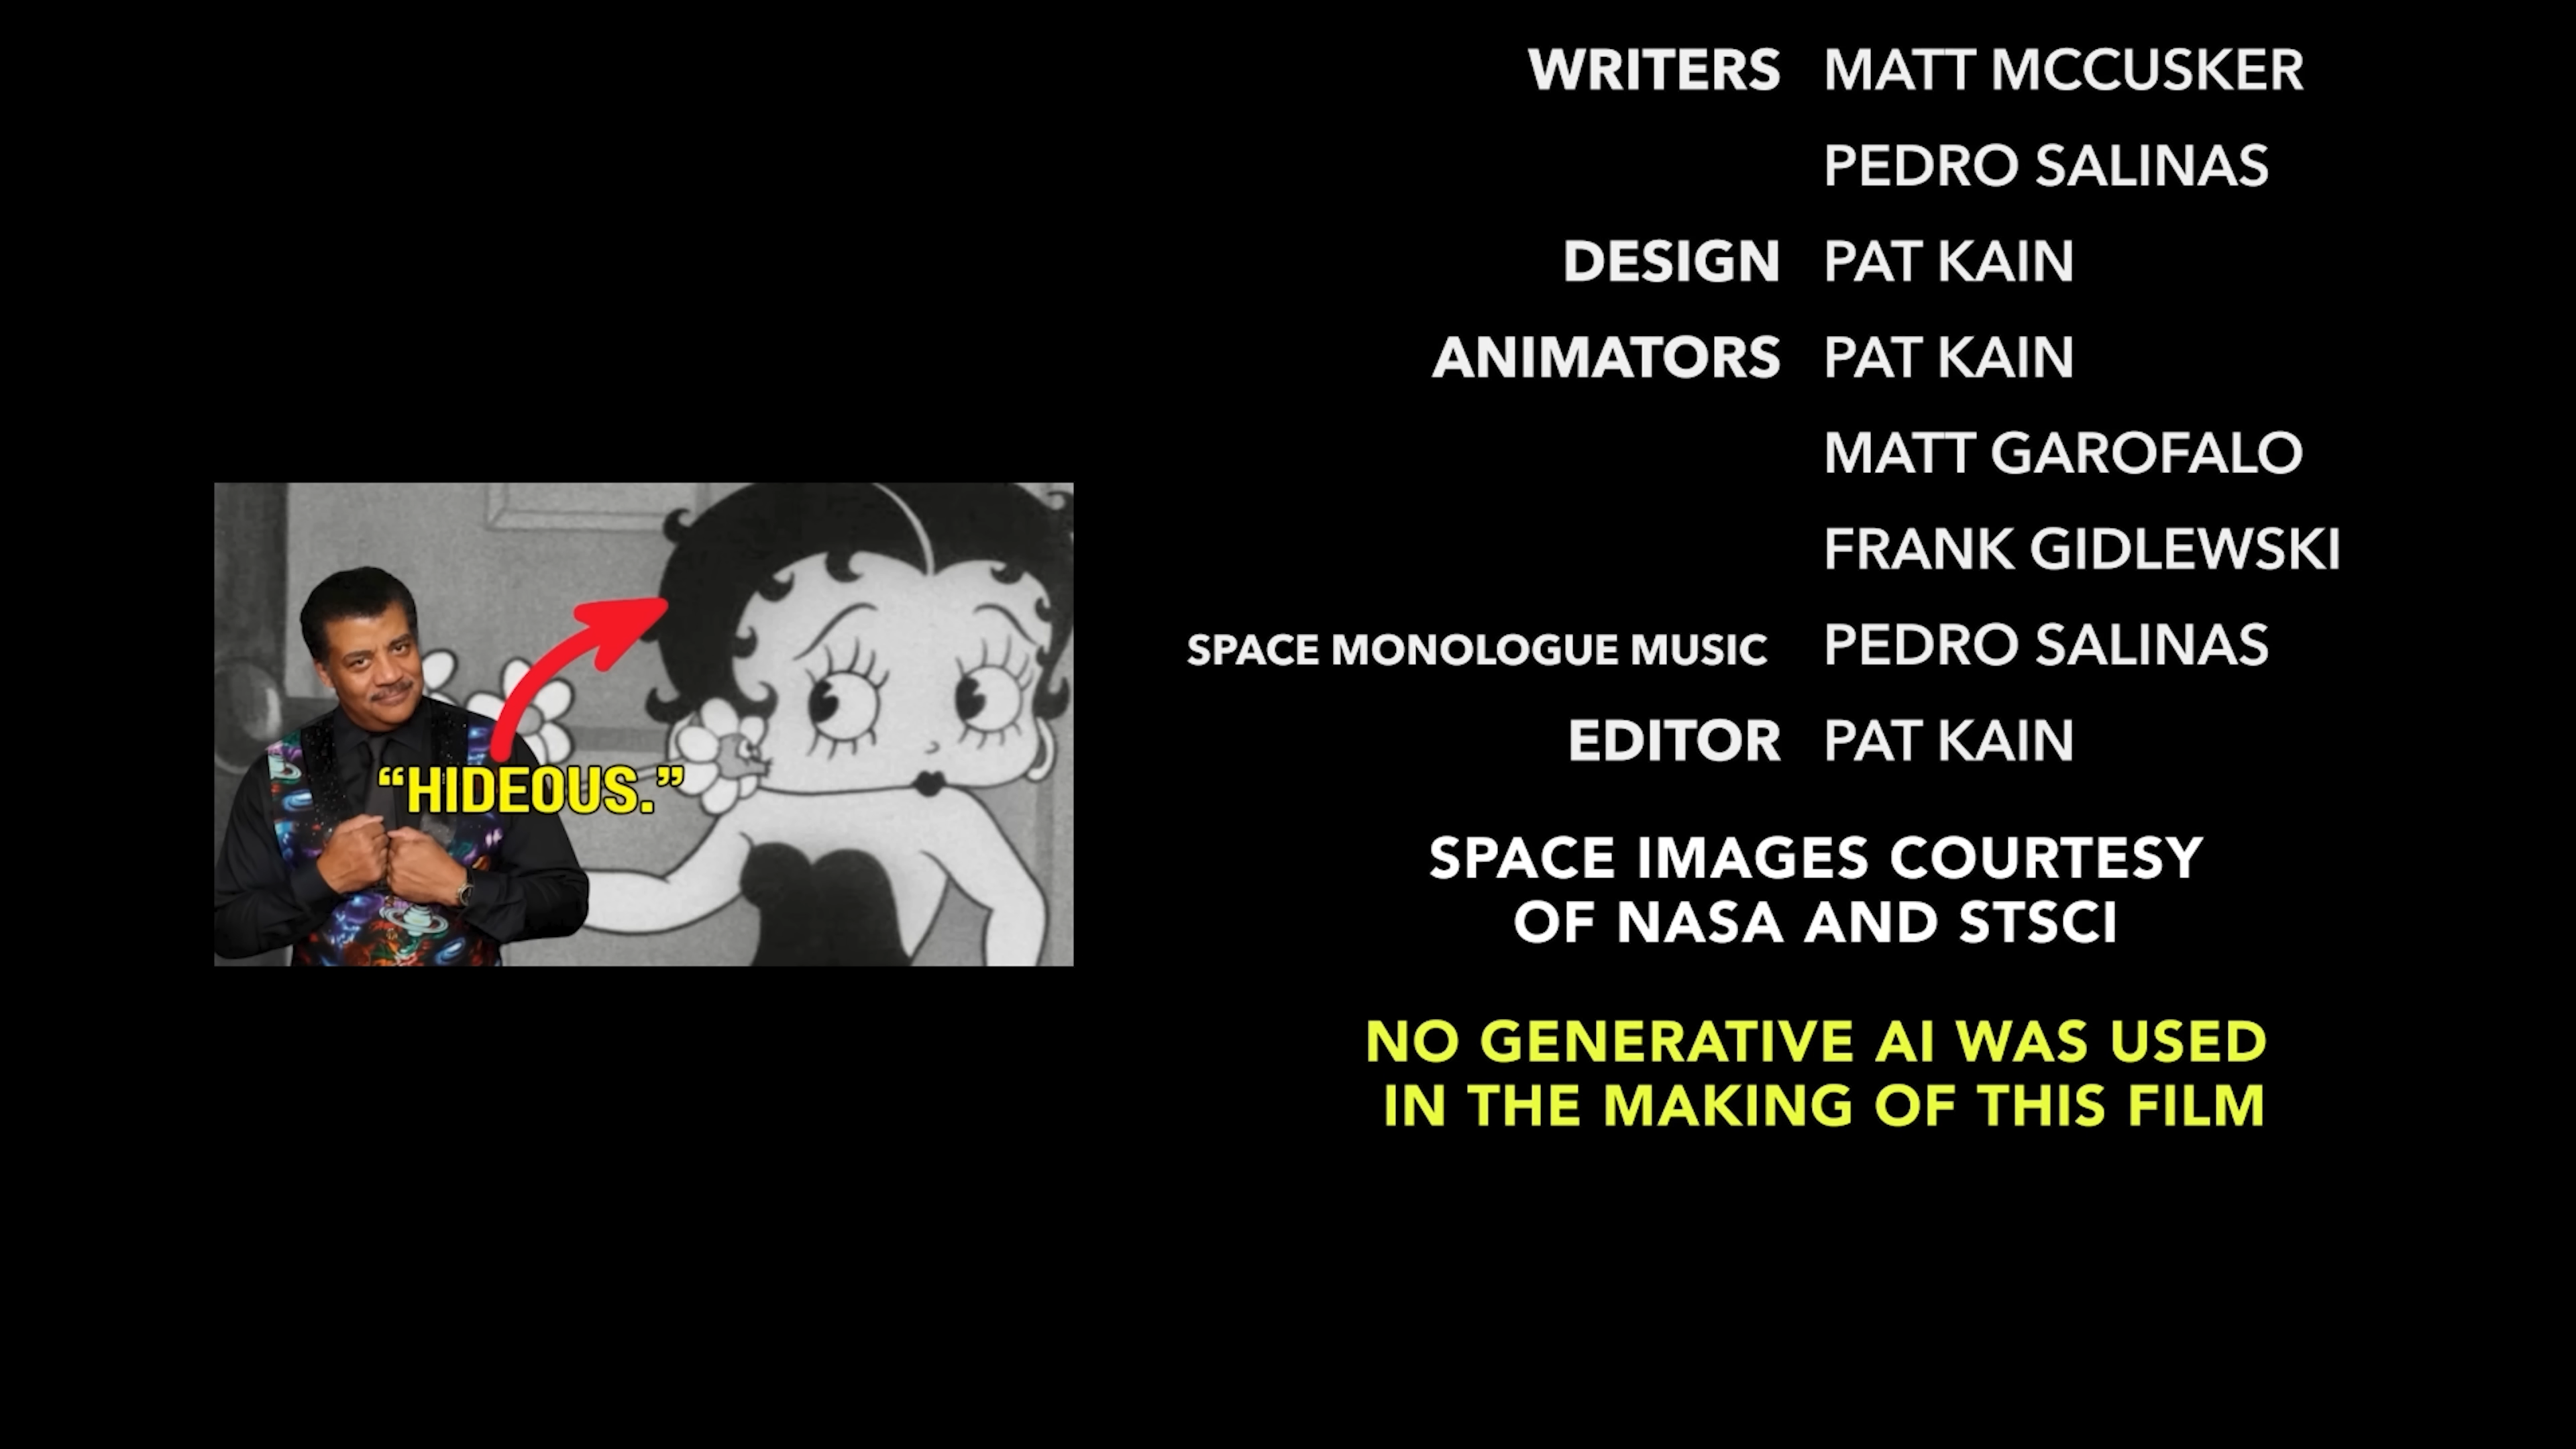 WRITERS MATT MCCUSKER
PEDRO SALINAS
DESIGN PAT KAIN
ANIMATORS PAT KAIN
MATT GAROFALO
FRANK GIDLEWSKI
SPACE MONOLOGUE MUSIC PEDRO SALINAS
EDITOR PAT KAIN
SPACE IMAGES COURTESY
OF NASA AND STSCI
NO GENERATIVE AI WAS USED
IN THE MAKING OF THIS FILM
“HIDEOUS.”